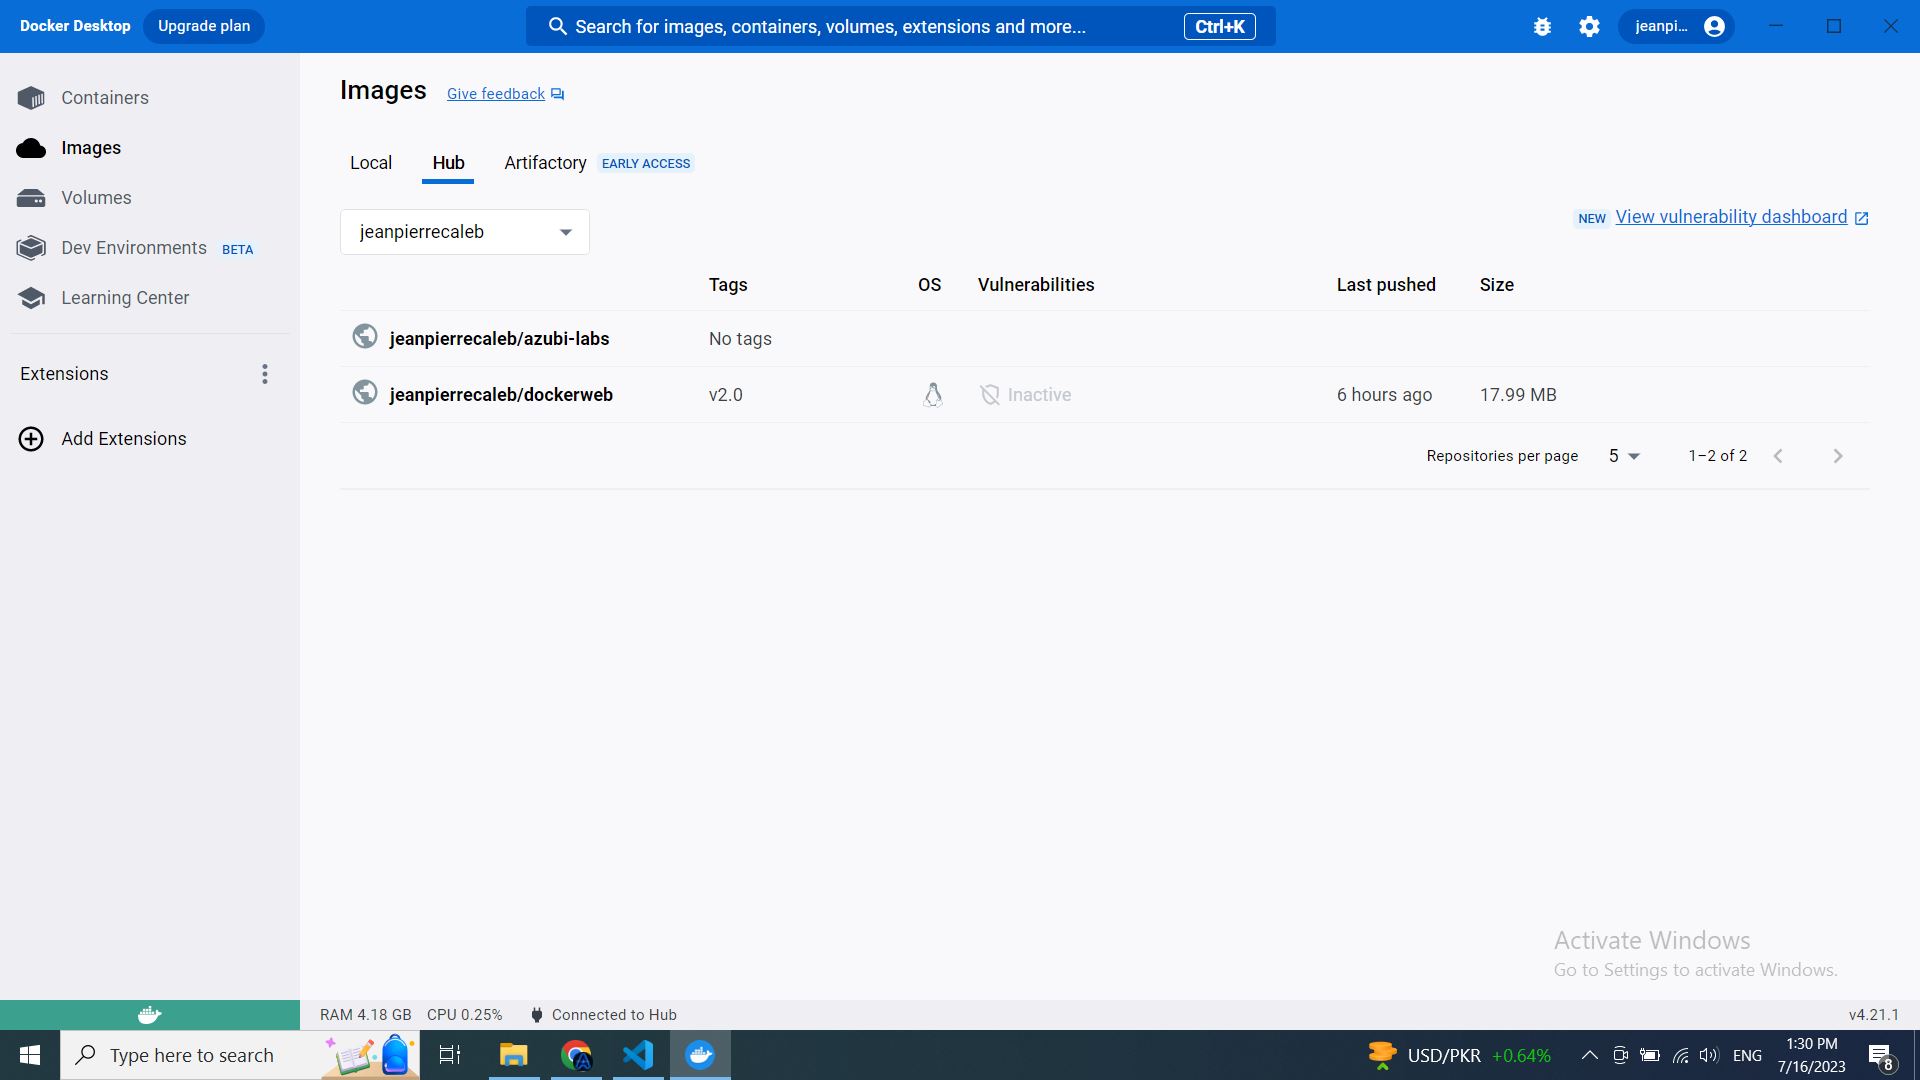 Docker Desktop Upgrade plan Search for images, containers, volumes, extensions and more... Ctrl+K jeanpi...
Containers
Images
Volumes
Dev Environments BETA
Learning Center
Extensions
Add Extensions
Images Give feedback
Local Hub Artifactory EARLY ACCESS
jeanpierrecaleb NEW View vulnerability dashboard
Tags OS Vulnerabilities Last pushed Size
jeanpierrecaleb/azubi-labs No tags
jeanpierrecaleb/dockerweb v2.0 Inactive 6 hours ago 17.99 MB
Repositories per page 5 1–2 of 2
Activate Windows
Go to Settings to activate Windows.
RAM 4.18 GB CPU 0.25% Connected to Hub v4.21.1
Type here to search USD/PKR +0.64% ENG 1:30 PM
7/16/2023 8